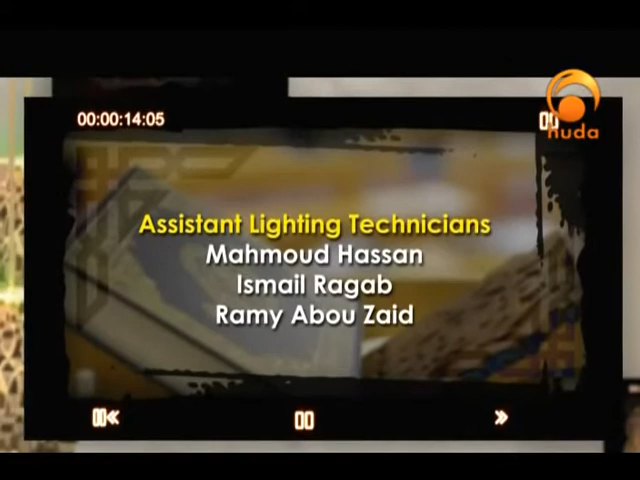 00:00:14:05
huda
Assistant Lighting Technicians
Mahmoud Hassan
Ismail Ragab
Ramy Abou Zaid